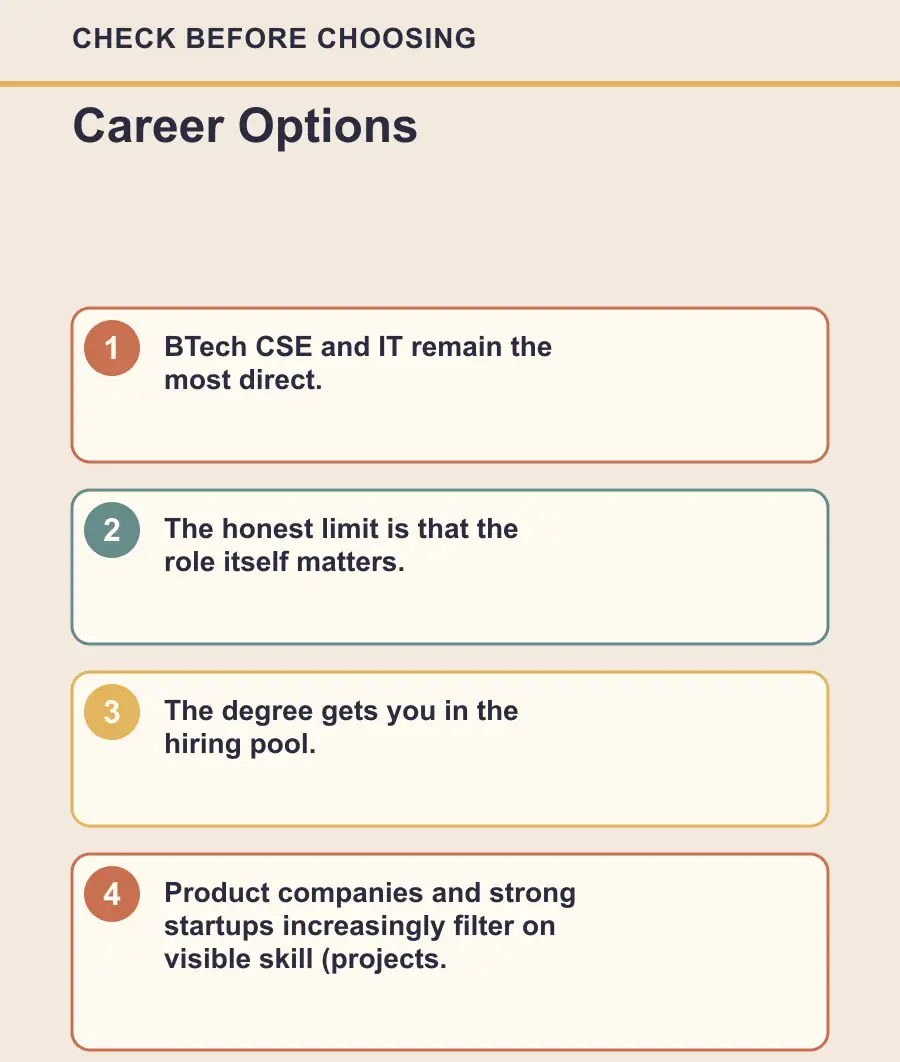 CHECK BEFORE CHOOSING
Career Options
1
BTech CSE and IT remain the
most direct.
2
The honest limit is that the
role itself matters.
3
The degree gets you in the
hiring pool.
4
Product companies and strong
startups increasingly filter on
visible skill (projects.